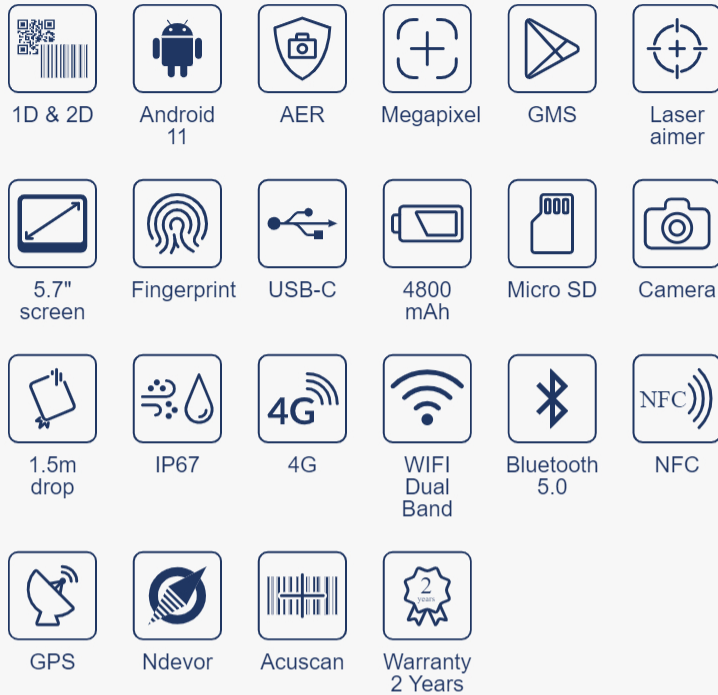 1D & 2D
Android
11
AER
Megapixel
GMS
Laser
aimer
5.7"
screen
Fingerprint
USB-C
4800
mAh
Micro SD
Camera
4G
NFC
1.5m
drop
IP67
4G
WIFI
Dual
Band
Bluetooth
5.0
NFC
2
years
GPS
Ndevor
Acuscan
Warranty
2 Years